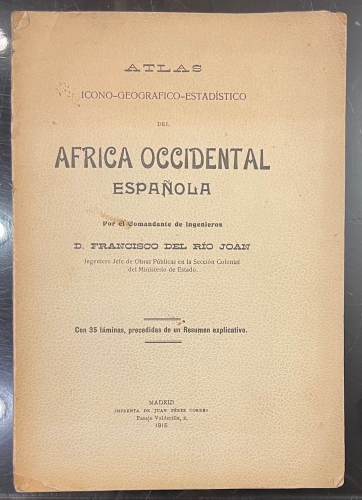 ATLAS
ICONO-GEOGRAFICO-ESTADÍSTICO
DEL
AFRICA OCCIDENTAL
ESPAÑOLA
Por el Comandante de Ingenieros
D. FRANCISCO DEL RÍO JOAN
Ingeniero Jefe de Obras Públicas en la Sección Colonial
del Ministerio de Estado.
Con 35 láminas, precedidas de un Resumen explicativo.
MADRID
IMPRENTA DE JUAN PÉREZ TORRES
Pasaje Valdecilla, 2.
1915